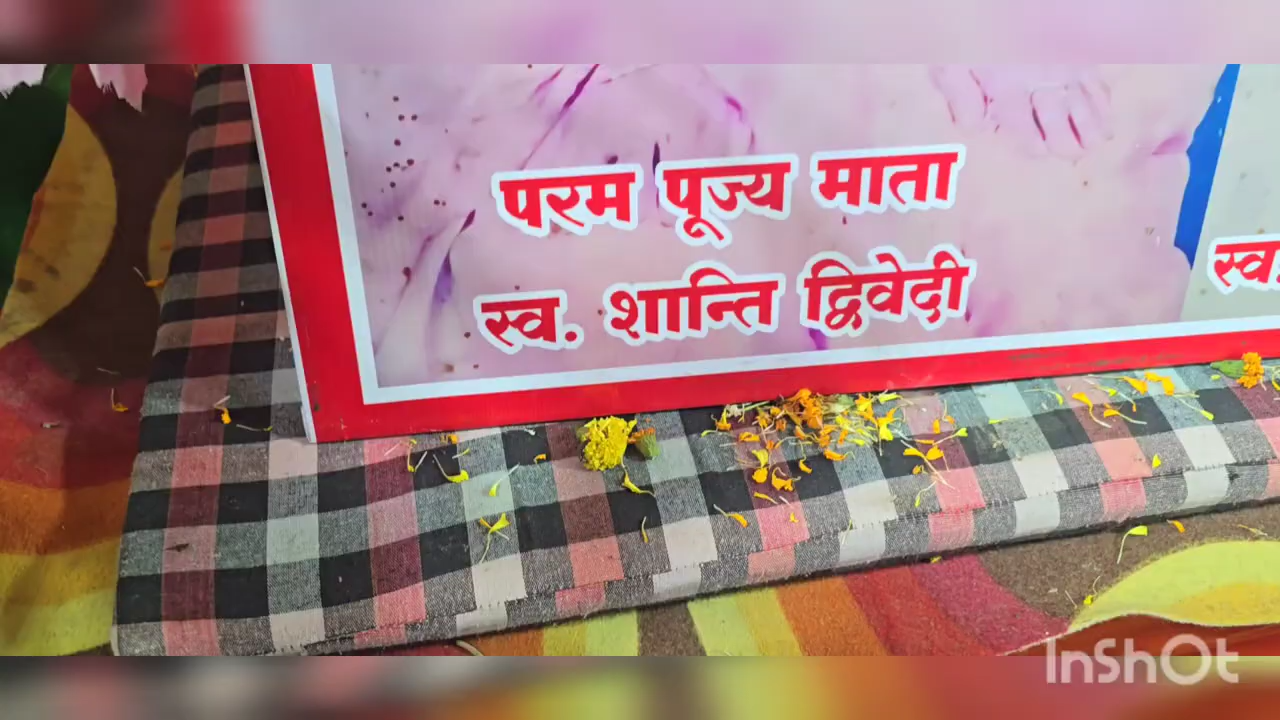 परम पूज्य माता
स्व. शान्ति द्विवेदी
स्व.
InShOt